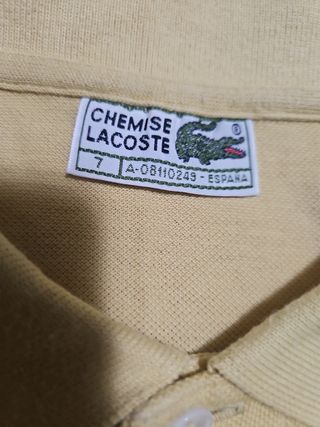 CHEMISE
LACOSTE ®
7 A-08110249 - ESPAÑA